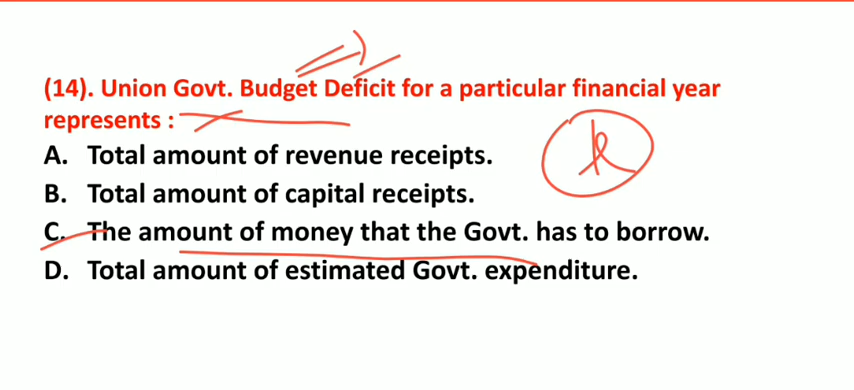 (14). Union Govt. Budget Deficit for a particular financial year
represents :
A. Total amount of revenue receipts.
B. Total amount of capital receipts.
C. The amount of money that the Govt. has to borrow.
D. Total amount of estimated Govt. expenditure.